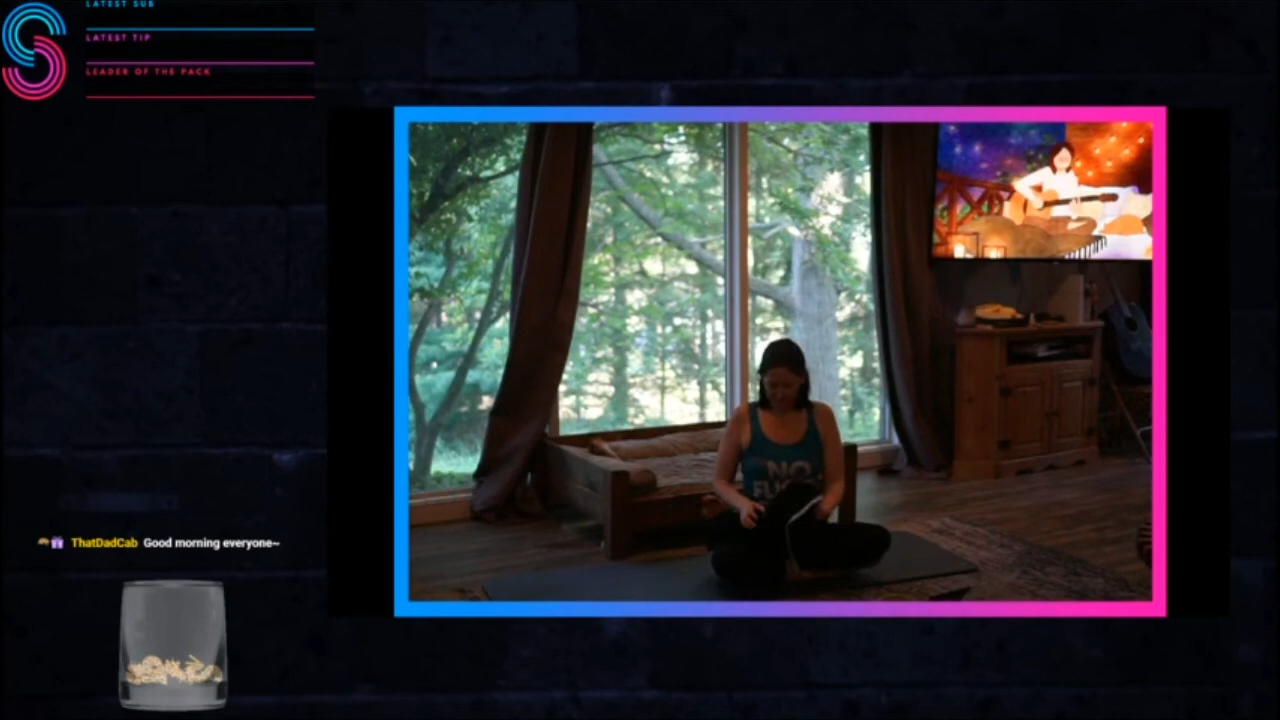 LATEST SUB
LATEST TIP
LEADER OF THE PACK
NO
ThatDadCab Good morning everyone~